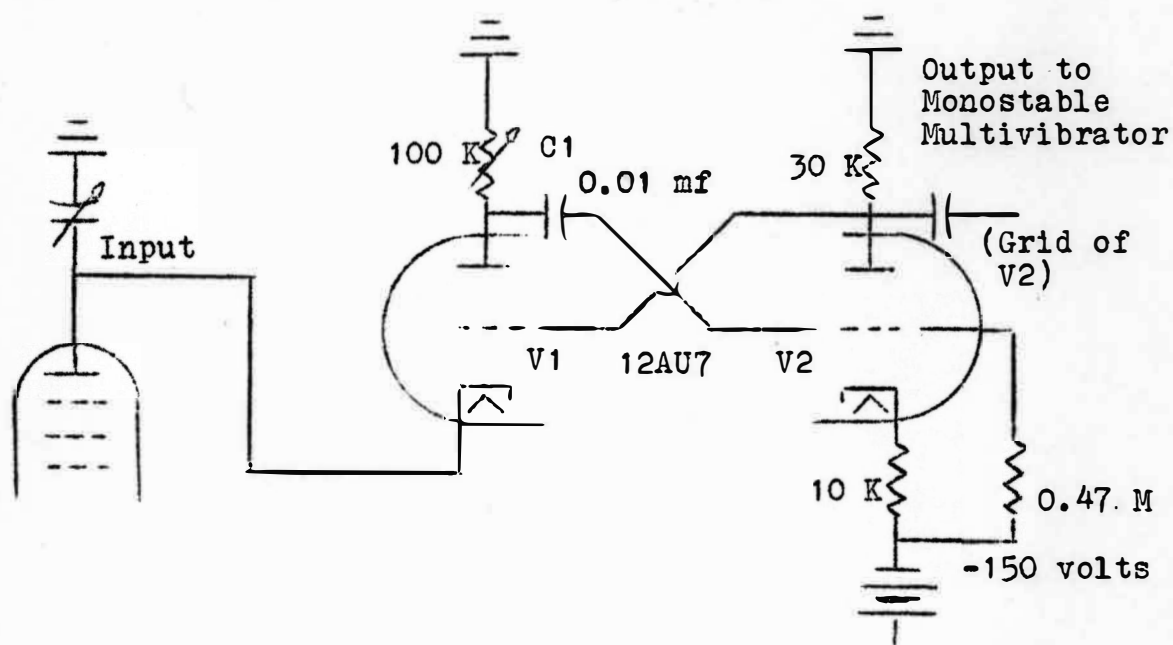 Output to
Monostable
Multivibrator
100 K
C1
0.01 mf
30 K
Input
(Grid of
V2)
V1
12AU7
V2
10 K
0.47 M
-150 volts